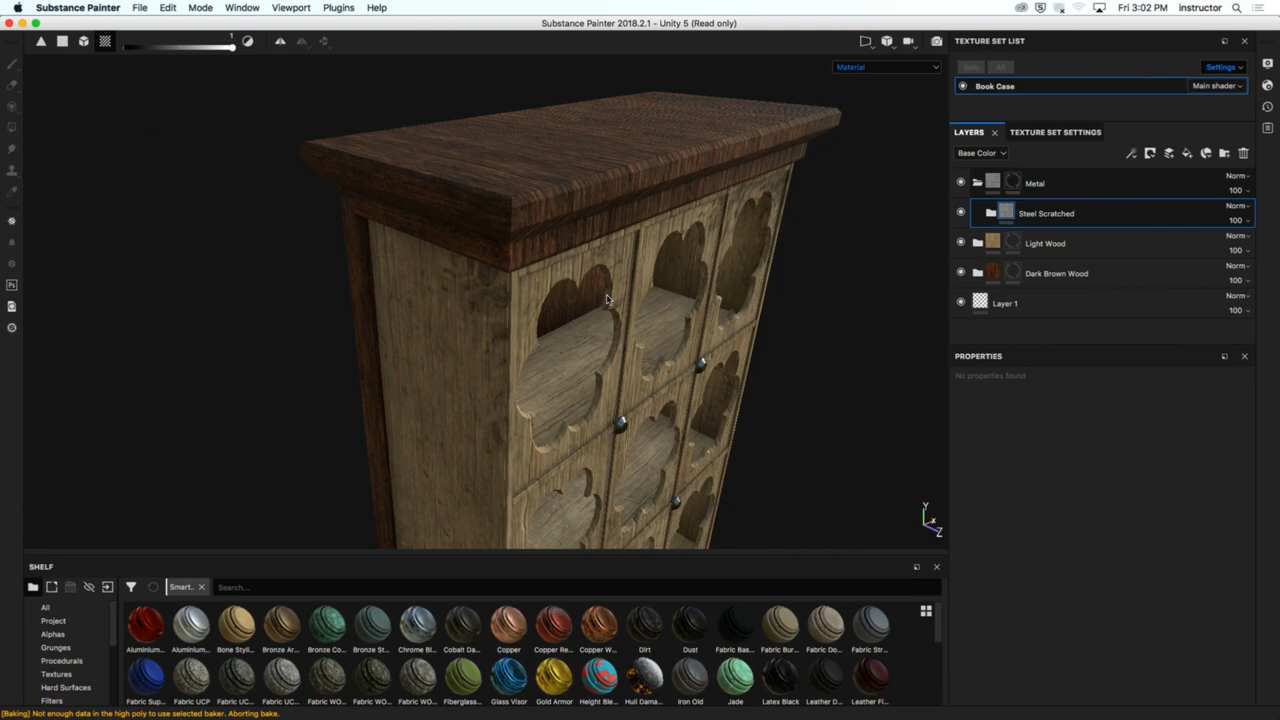 Substance Painter File Edit Mode Window Viewport Plugins Help Fri 3:02 PM instructor
Substance Painter 2018.2.1 - Unity 5 (Read only)
1
Material
TEXTURE SET LIST
Solo All Settings
Book Case Main shader
LAYERS TEXTURE SET SETTINGS
Base Color
Metal Norm 100
Steel Scratched Norm 100
Light Wood Norm 100
Dark Brown Wood Norm 100
Layer 1 Norm 100
PROPERTIES
No properties found
Y
X
Z
SHELF
Smart.. Search...
All
Project
Alphas
Grunges
Procedurals
Textures
Hard Surfaces
Filters
Aluminium... Aluminium... Bone Styli... Bronze Ar... Bronze Co... Bronze St... Chrome Bl... Cobalt Da... Copper Copper Re... Copper W... Dirt Dust Fabric Bas... Fabric Bur... Fabric Do... Fabric Str...
Fabric Sup... Fabric UCP Fabric UC... Fabric UC... Fabric WO... Fabric WO... Fabric WO... Fiberglass... Glass Visor Gold Armor Height Ble... Hull Dama... Iron Old Jade Latex Black Leather D... Leather Fi...
[Baking] Not enough data in the high poly to use selected baker. Aborting bake.